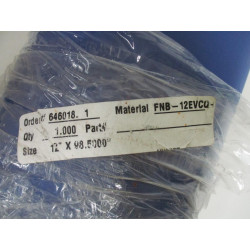 Order# 646018. 1 Material FNB-12EVCQ-
Qty 1.000 Part#
Size 12" X 98.5000"